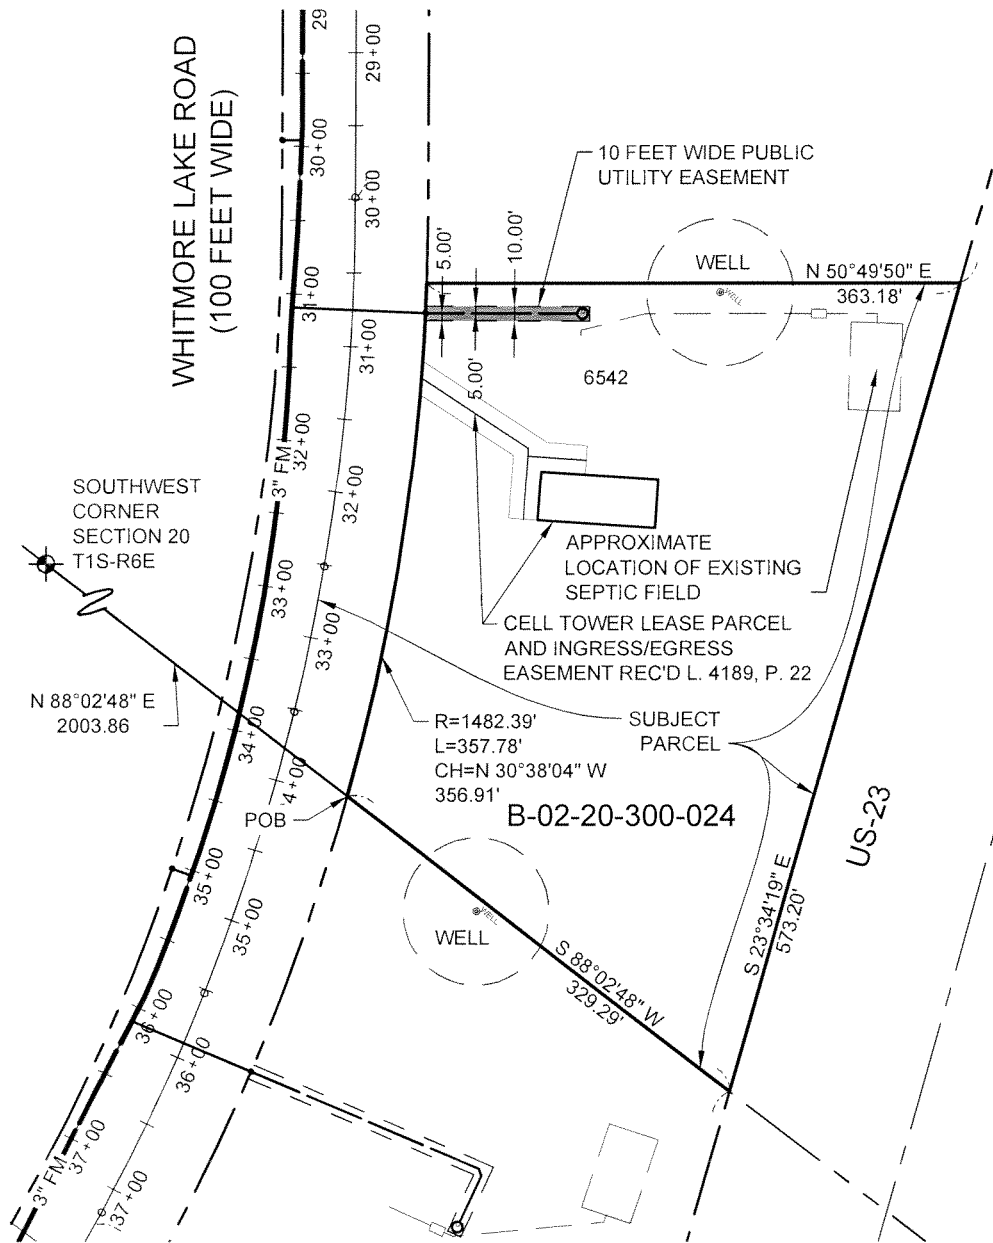 WHITMORE LAKE ROAD
(100 FEET WIDE)
29
29+00
30+00
30+00
10 FEET WIDE PUBLIC
UTILITY EASEMENT
5.00'
10.00'
WELL
WELL
N 50°49'50" E
363.18'
31+00
31+00
5.00'
6542
3" FM
32+00
32+00
SOUTHWEST
CORNER
SECTION 20
T1S-R6E
APPROXIMATE
LOCATION OF EXISTING
SEPTIC FIELD
33+00
33+00
CELL TOWER LEASE PARCEL
AND INGRESS/EGRESS
EASEMENT REC'D L. 4189, P. 22
N 88°02'48" E
2003.86
34+00
R=1482.39'
L=357.78'
CH=N 30°38'04" W
356.91'
SUBJECT
PARCEL
4+00
POB
B-02-20-300-024
US-23
35+00
35+00
WELL
WELL
S 23°34'19" E
573.20'
S 88°02'48" W
329.29'
36+00
36+00
3" FM
37+00
37+00